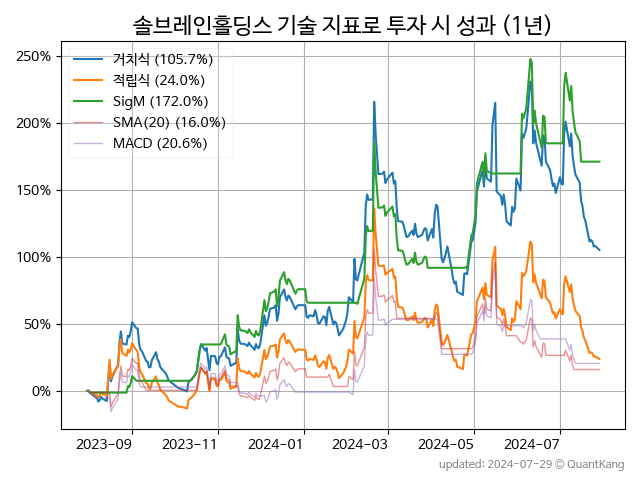 솔브레인홀딩스 기술 지표로 투자 시 성과 (1년)
250%
200%
150%
100%
50%
0%
거치식 (105.7%)
적립식 (24.0%)
SigM (172.0%)
SMA(20) (16.0%)
MACD (20.6%)
2023-09
2023-11
2024-01
2024-03
2024-05
2024-07
updated: 2024-07-29 © QuantKang